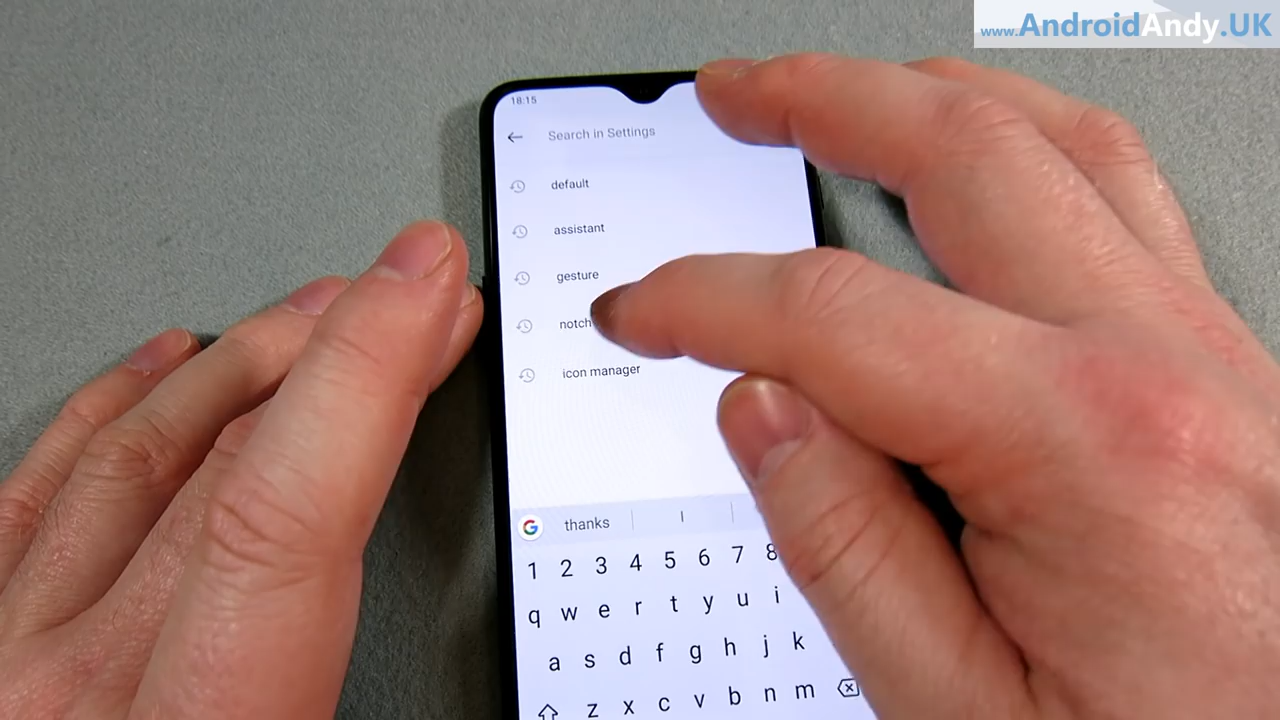 www.AndroidAndy.UK
18:15
Search in Settings
default
assistant
gesture
notch
icon manager
G thanks I
1 2 3 4 5 6 7 8
q w e r t y u i
a s d f g h j k
z x c v b n m